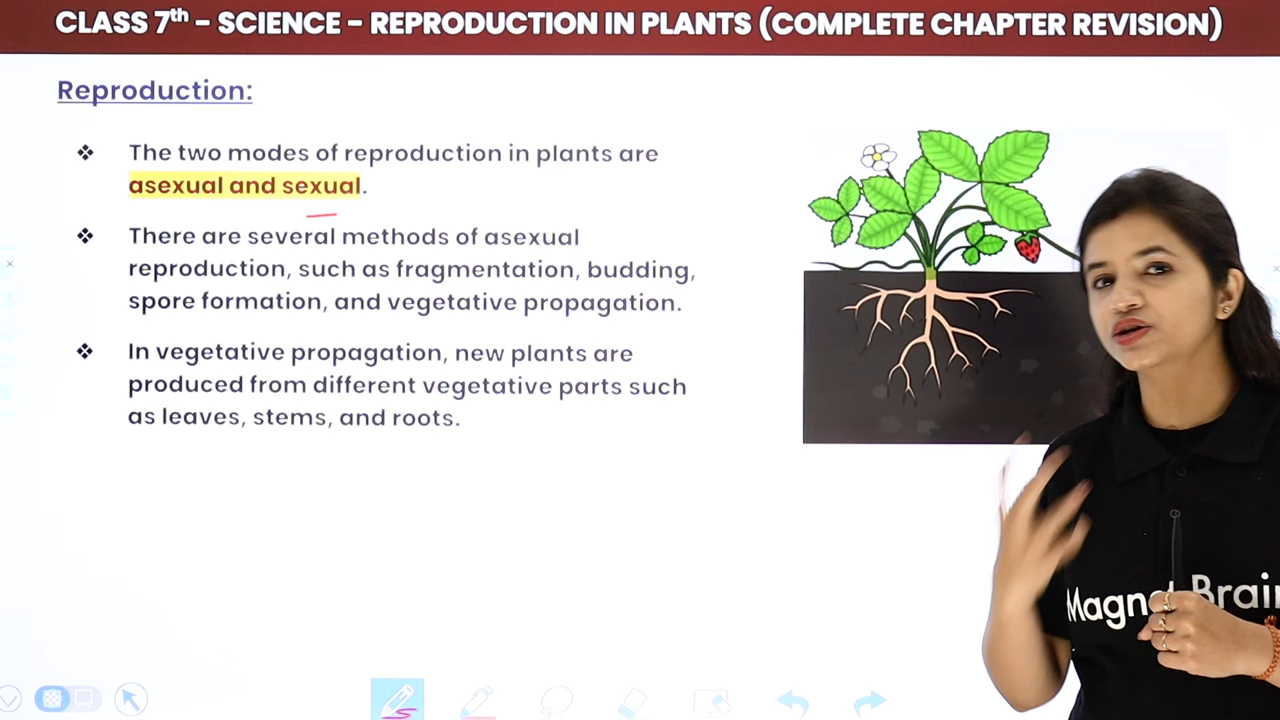 CLASS 7th – SCIENCE – REPRODUCTION IN PLANTS (COMPLETE CHAPTER REVISION)
Reproduction:
❖ The two modes of reproduction in plants are
asexual and sexual.
❖ There are several methods of asexual
reproduction, such as fragmentation, budding,
spore formation, and vegetative propagation.
❖ In vegetative propagation, new plants are
produced from different vegetative parts such
as leaves, stems, and roots.